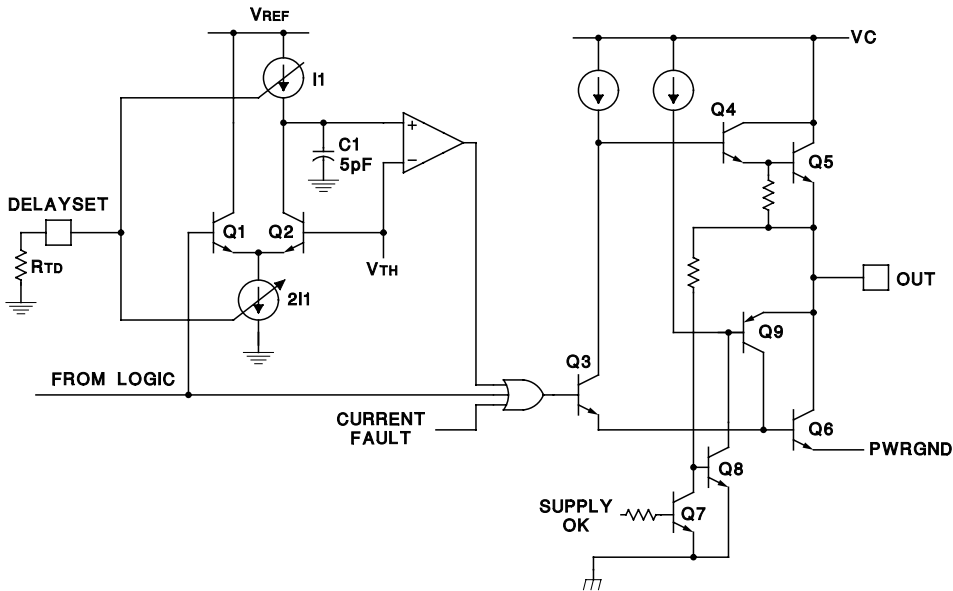 VREF
VC
I1
Q4
C1
5pF
+
−
Q5
DELAYSET
Q1
Q2
RTD
VTH
2I1
OUT
Q9
Q3
FROM LOGIC
CURRENT
FAULT
Q6
PWRGND
Q8
SUPPLY
OK
Q7